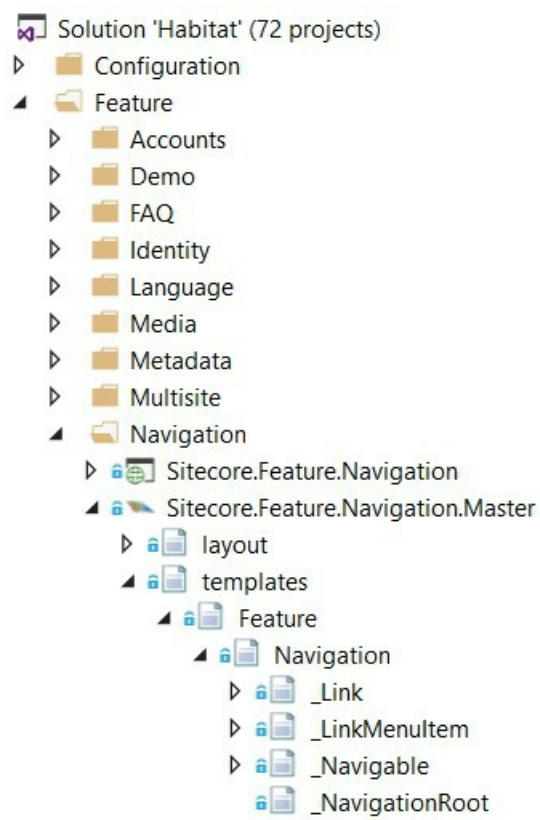 Solution 'Habitat' (72 projects)
Configuration
Feature
Accounts
Demo
FAQ
Identity
Language
Media
Metadata
Multisite
Navigation
Sitecore.Feature.Navigation
Sitecore.Feature.Navigation.Master
layout
templates
Feature
Navigation
_Link
_LinkMenuItem
_Navigable
_NavigationRoot